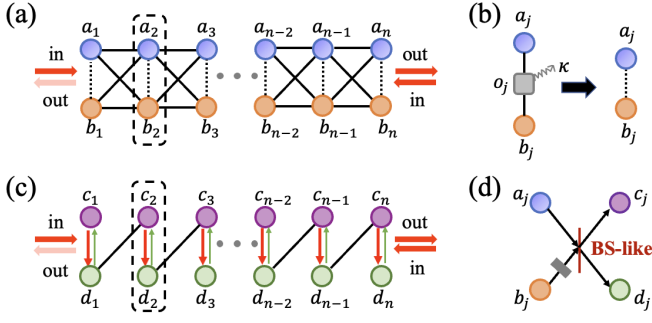 (a)
a₁ a₂ a₃ aₙ₋₂ aₙ₋₁ aₙ
in out
out in
b₁ b₂ b₃ bₙ₋₂ bₙ₋₁ bₙ
(b)
aⱼ aⱼ
oⱼ κ
bⱼ bⱼ
(c)
c₁ c₂ c₃ cₙ₋₂ cₙ₋₁ cₙ
in out
out in
d₁ d₂ d₃ dₙ₋₂ dₙ₋₁ dₙ
(d)
aⱼ cⱼ
BS-like
bⱼ dⱼ